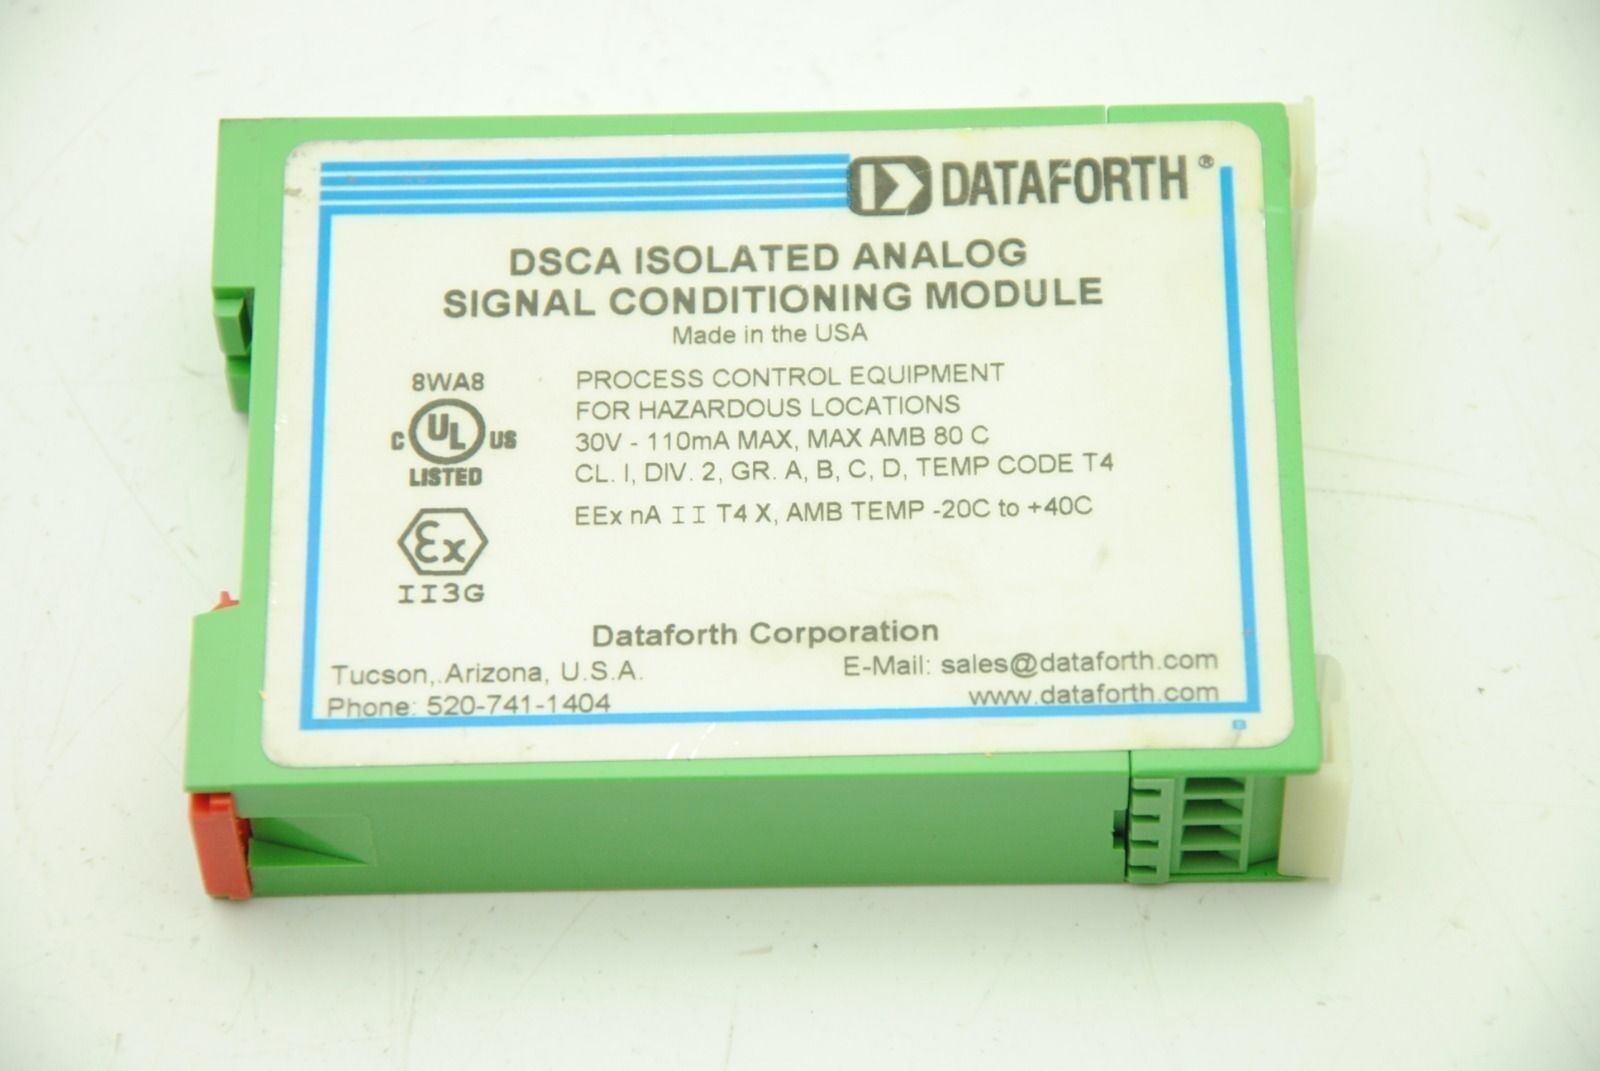 DATAFORTH®
DSCA ISOLATED ANALOG
SIGNAL CONDITIONING MODULE
Made in the USA
8WA8
C UL US
LISTED
PROCESS CONTROL EQUIPMENT
FOR HAZARDOUS LOCATIONS
30V - 110mA MAX, MAX AMB 80 C
CL. I, DIV. 2, GR. A, B, C, D, TEMP CODE T4
EEx nA II T4 X, AMB TEMP -20C to +40C
Ex
II3G
Dataforth Corporation
Tucson, Arizona, U.S.A.
Phone: 520-741-1404
E-Mail: sales@dataforth.com
www.dataforth.com